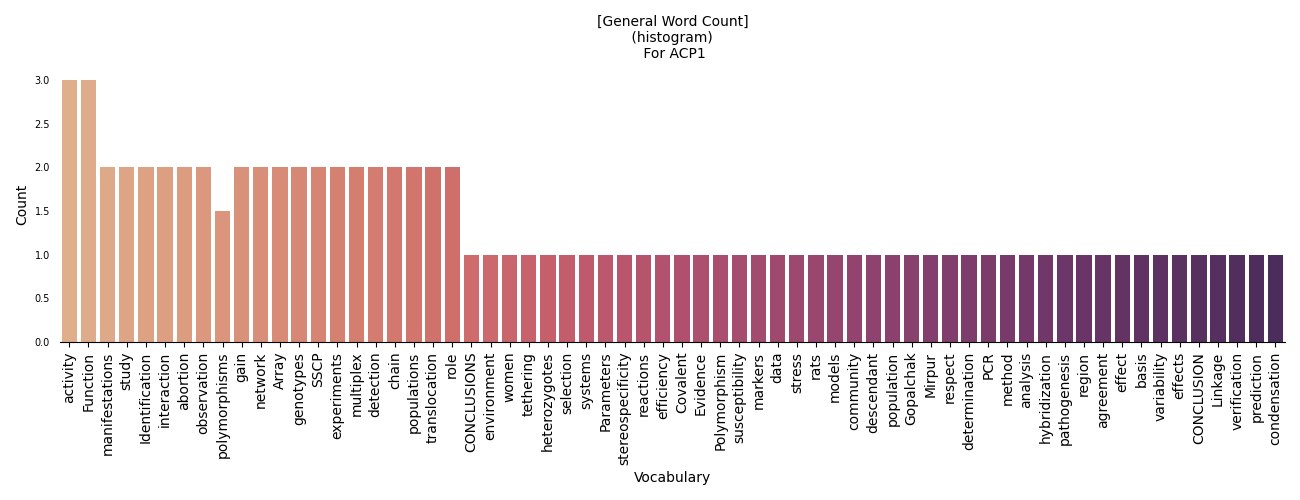 [General Word Count]
(histogram)
For ACP1
Count
3.0
2.5
2.0
1.5
1.0
0.5
0.0
activity
Function
manifestations
study
Identification
interaction
abortion
observation
polymorphisms
gain
network
Array
genotypes
SSCP
experiments
multiplex
detection
chain
populations
translocation
role
CONCLUSIONS
environment
women
tethering
heterozygotes
selection
systems
Parameters
stereospecificity
reactions
efficiency
Covalent
Evidence
Polymorphism
susceptibility
markers
data
stress
rats
models
community
descendant
population
Gopalchak
Mirpur
respect
determination
PCR
method
analysis
hybridization
pathogenesis
region
agreement
effect
basis
variability
effects
CONCLUSION
Linkage
verification
prediction
condensation
Vocabulary